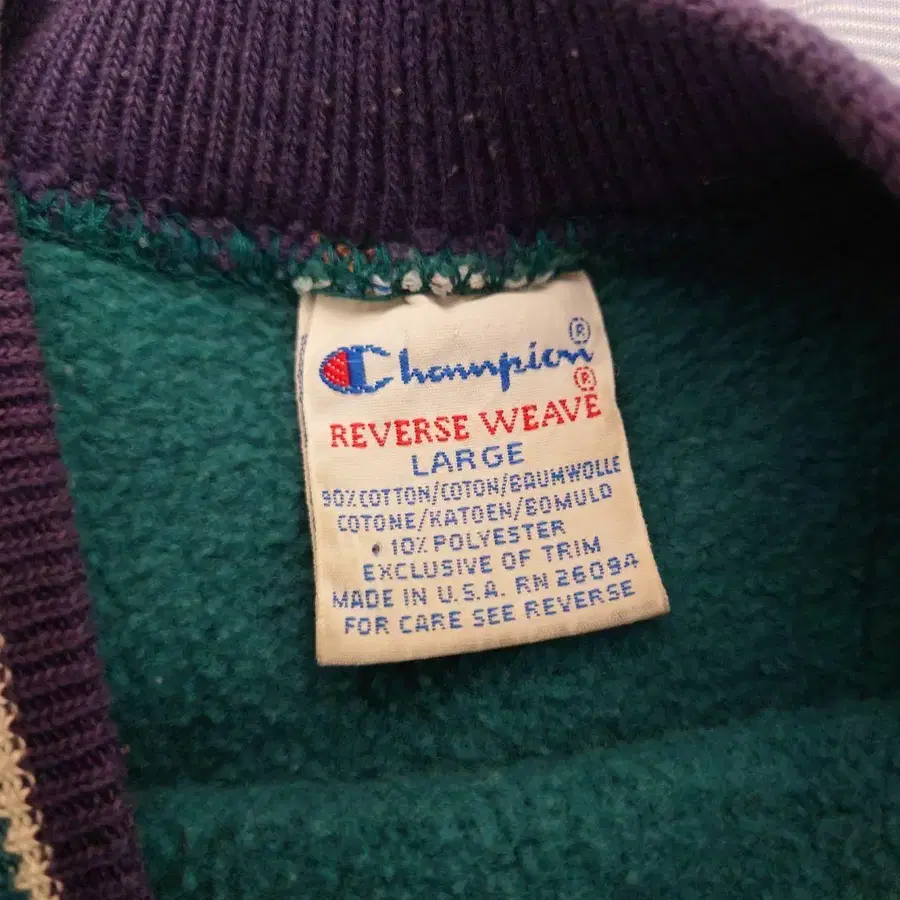 Champion®
REVERSE WEAVE®
LARGE
90% COTTON/COTON/BAUMWOLLE
COTONE/KATOEN/BOMULD
10% POLYESTER
EXCLUSIVE OF TRIM
MADE IN U.S.A. RN 26094
FOR CARE SEE REVERSE